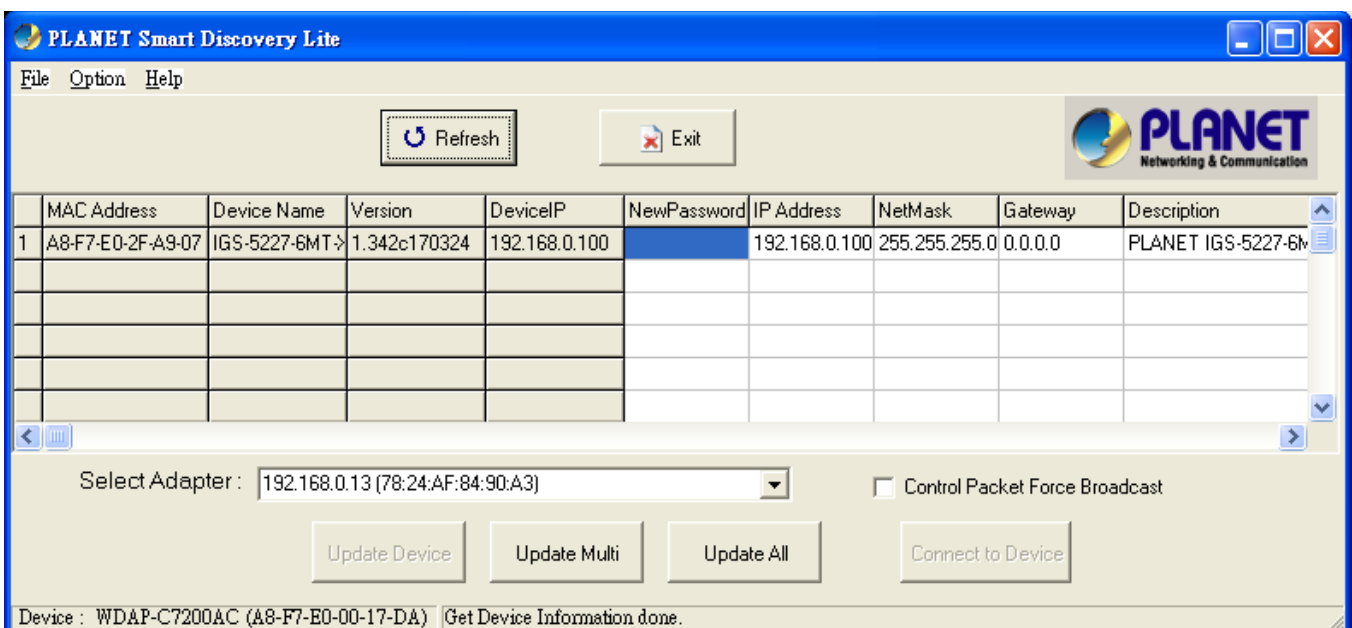 PLANET Smart Discovery Lite
File Option Help
Refresh Exit
PLANET
Networking & Communication
MAC Address Device Name Version DeviceIP NewPassword IP Address NetMask Gateway Description
1 A8-F7-E0-2F-A9-07 IGS-5227-6MT-> 1.342c170324 192.168.0.100 192.168.0.100 255.255.255.0 0.0.0.0 PLANET IGS-5227-6M
Select Adapter : 192.168.0.13 (78:24:AF:84:90:A3) Control Packet Force Broadcast
Update Device Update Multi Update All Connect to Device
Device : WDAP-C7200AC (A8-F7-E0-00-17-DA) Get Device Information done.